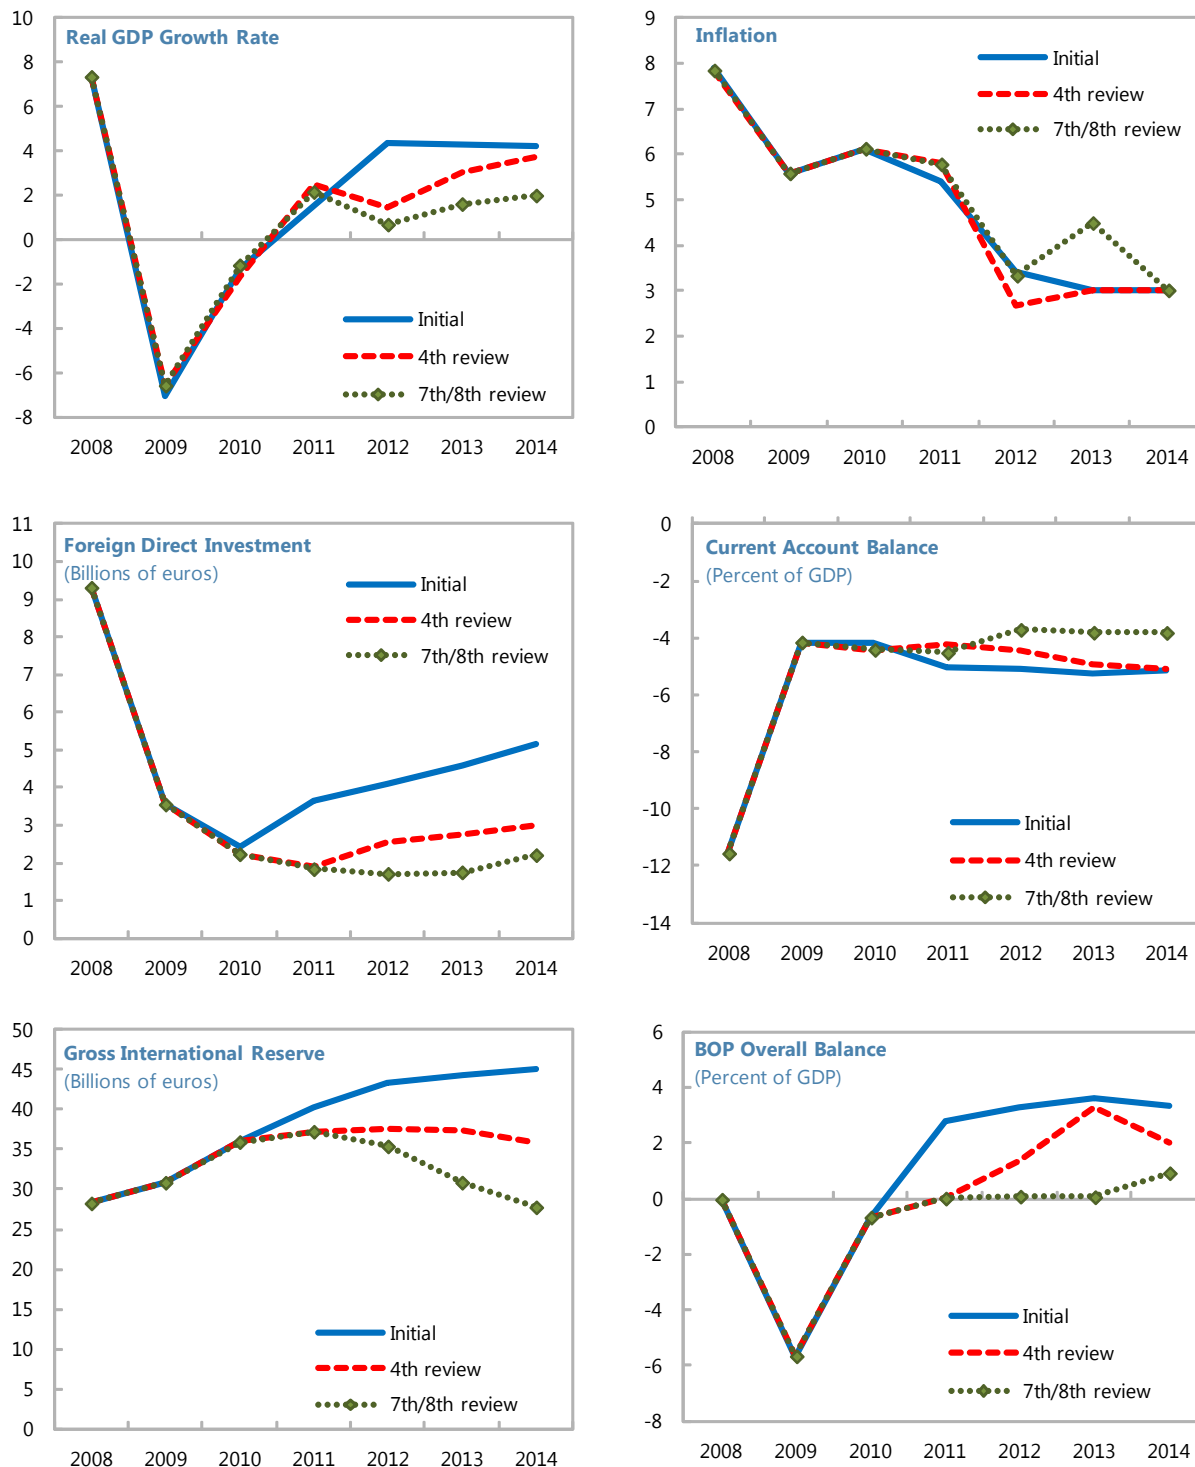 Real GDP Growth Rate
10
8
6
4
2
0
-2
-4
-6
-8
Initial
4th review
7th/8th review
2008 2009 2010 2011 2012 2013 2014
Inflation
9
8
7
6
5
4
3
2
1
0
Initial
4th review
7th/8th review
2008 2009 2010 2011 2012 2013 2014
Foreign Direct Investment
(Billions of euros)
11
10
9
8
7
6
5
4
3
2
1
0
Initial
4th review
7th/8th review
2008 2009 2010 2011 2012 2013 2014
Current Account Balance
(Percent of GDP)
0
-2
-4
-6
-8
-10
-12
-14
Initial
4th review
7th/8th review
2008 2009 2010 2011 2012 2013 2014
Gross International Reserve
(Billions of euros)
50
45
40
35
30
25
20
15
10
5
0
Initial
4th review
7th/8th review
2008 2009 2010 2011 2012 2013 2014
BOP Overall Balance
(Percent of GDP)
6
4
2
0
-2
-4
-6
-8
Initial
4th review
7th/8th review
2008 2009 2010 2011 2012 2013 2014